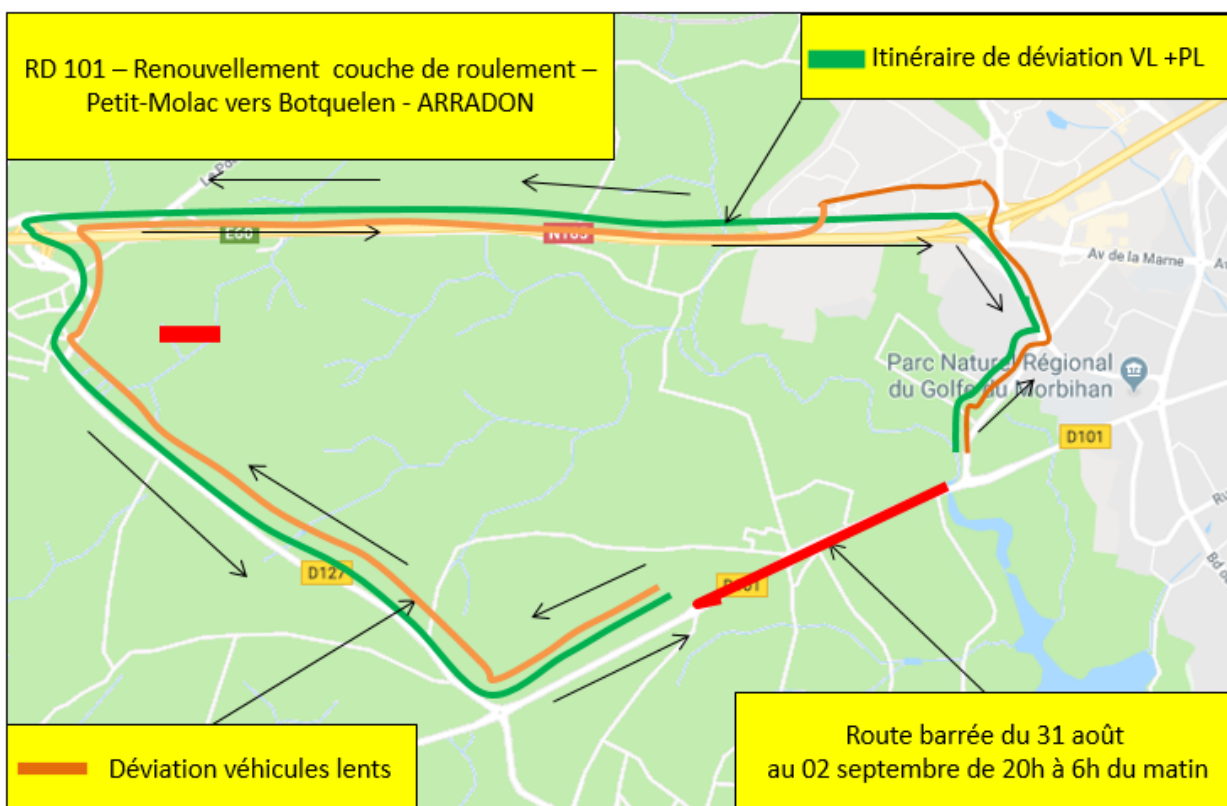 RD 101 – Renouvellement couche de roulement –
Petit-Molac vers Botquelen - ARRADON
Itinéraire de déviation VL +PL
E60
N165
Av de la Marne
Parc Naturel Régional
du Golfe du Morbihan
D101
D127
Déviation véhicules lents
Route barrée du 31 août
au 02 septembre de 20h à 6h du matin